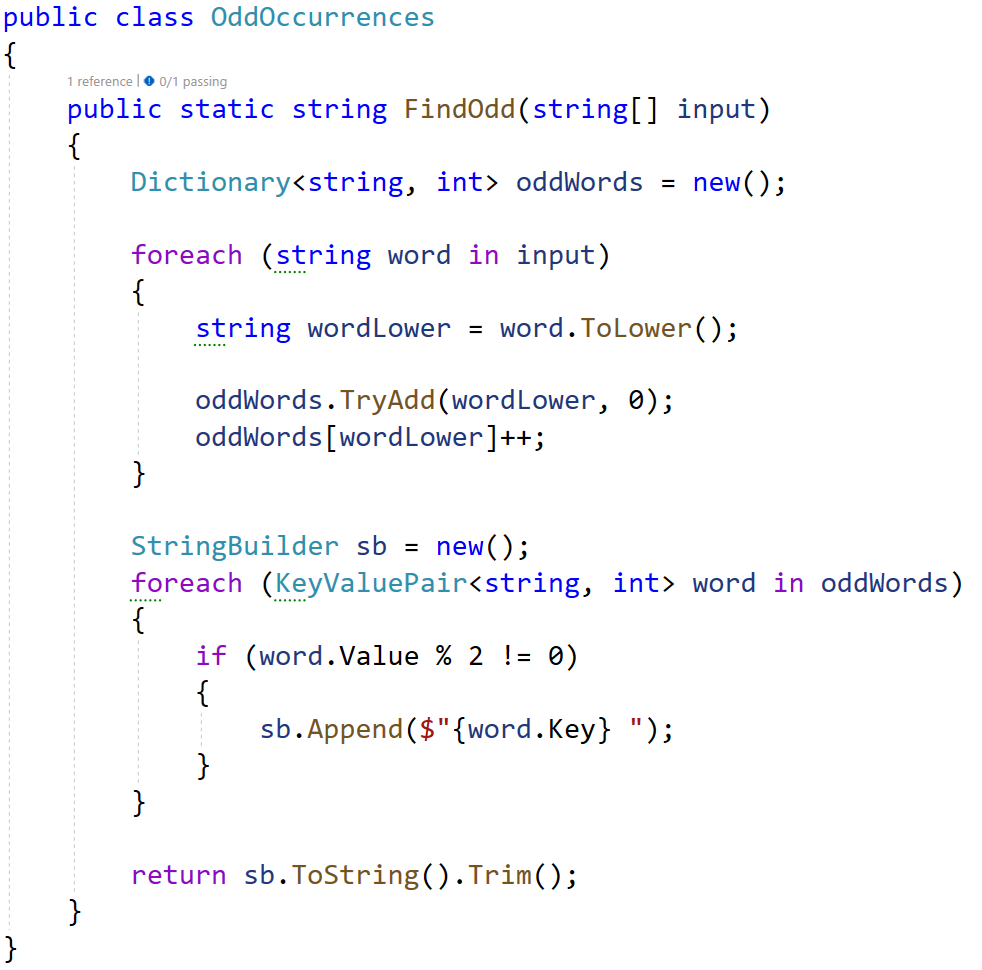 public class OddOccurrences
{
1 reference | 0/1 passing
public static string FindOdd(string[] input)
{
Dictionary<string, int> oddWords = new();
foreach (string word in input)
{
string wordLower = word.ToLower();
oddWords.TryAdd(wordLower, 0);
oddWords[wordLower]++;
}
StringBuilder sb = new();
foreach (KeyValuePair<string, int> word in oddWords)
{
if (word.Value % 2 != 0)
{
sb.Append($"{word.Key} ");
}
}
return sb.ToString().Trim();
}
}